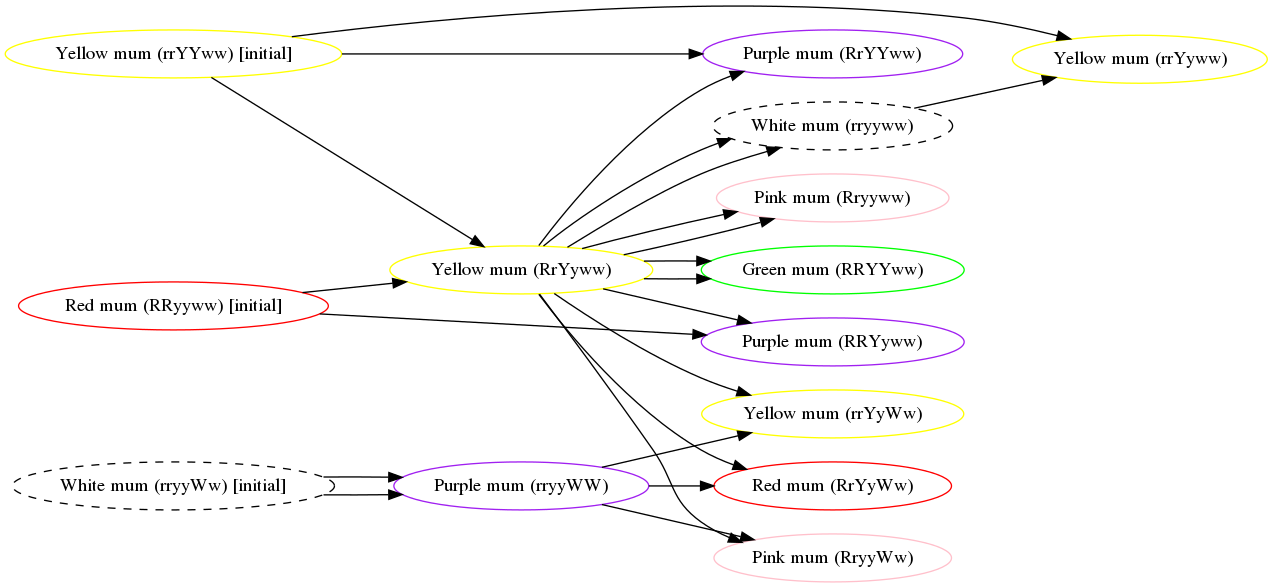 Yellow mum (rrYYww) [initial]
Purple mum (RrYYww)
Yellow mum (rrYyww)
White mum (rryyww)
Pink mum (Rryyww)
Yellow mum (RrYyww)
Green mum (RRYYww)
Red mum (RRyyww) [initial]
Purple mum (RRYyww)
Yellow mum (rrYyWw)
White mum (rryyWw) [initial]
Purple mum (rryyWW)
Red mum (RrYyWw)
Pink mum (RryyWw)